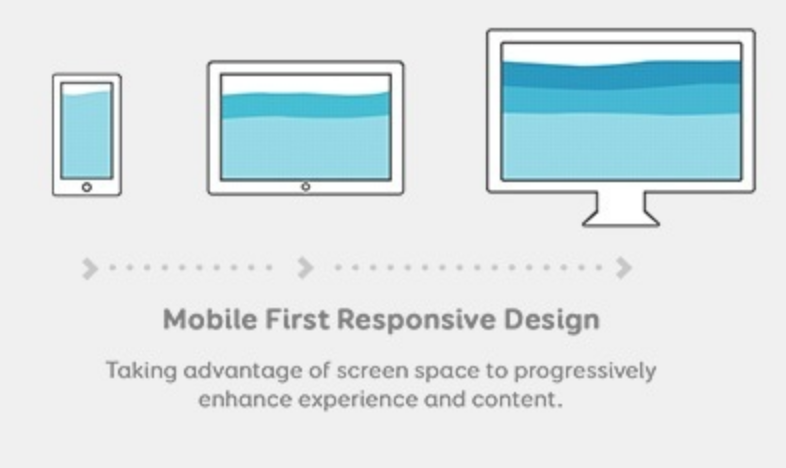 Mobile First Responsive Design
Taking advantage of screen space to progressively
enhance experience and content.